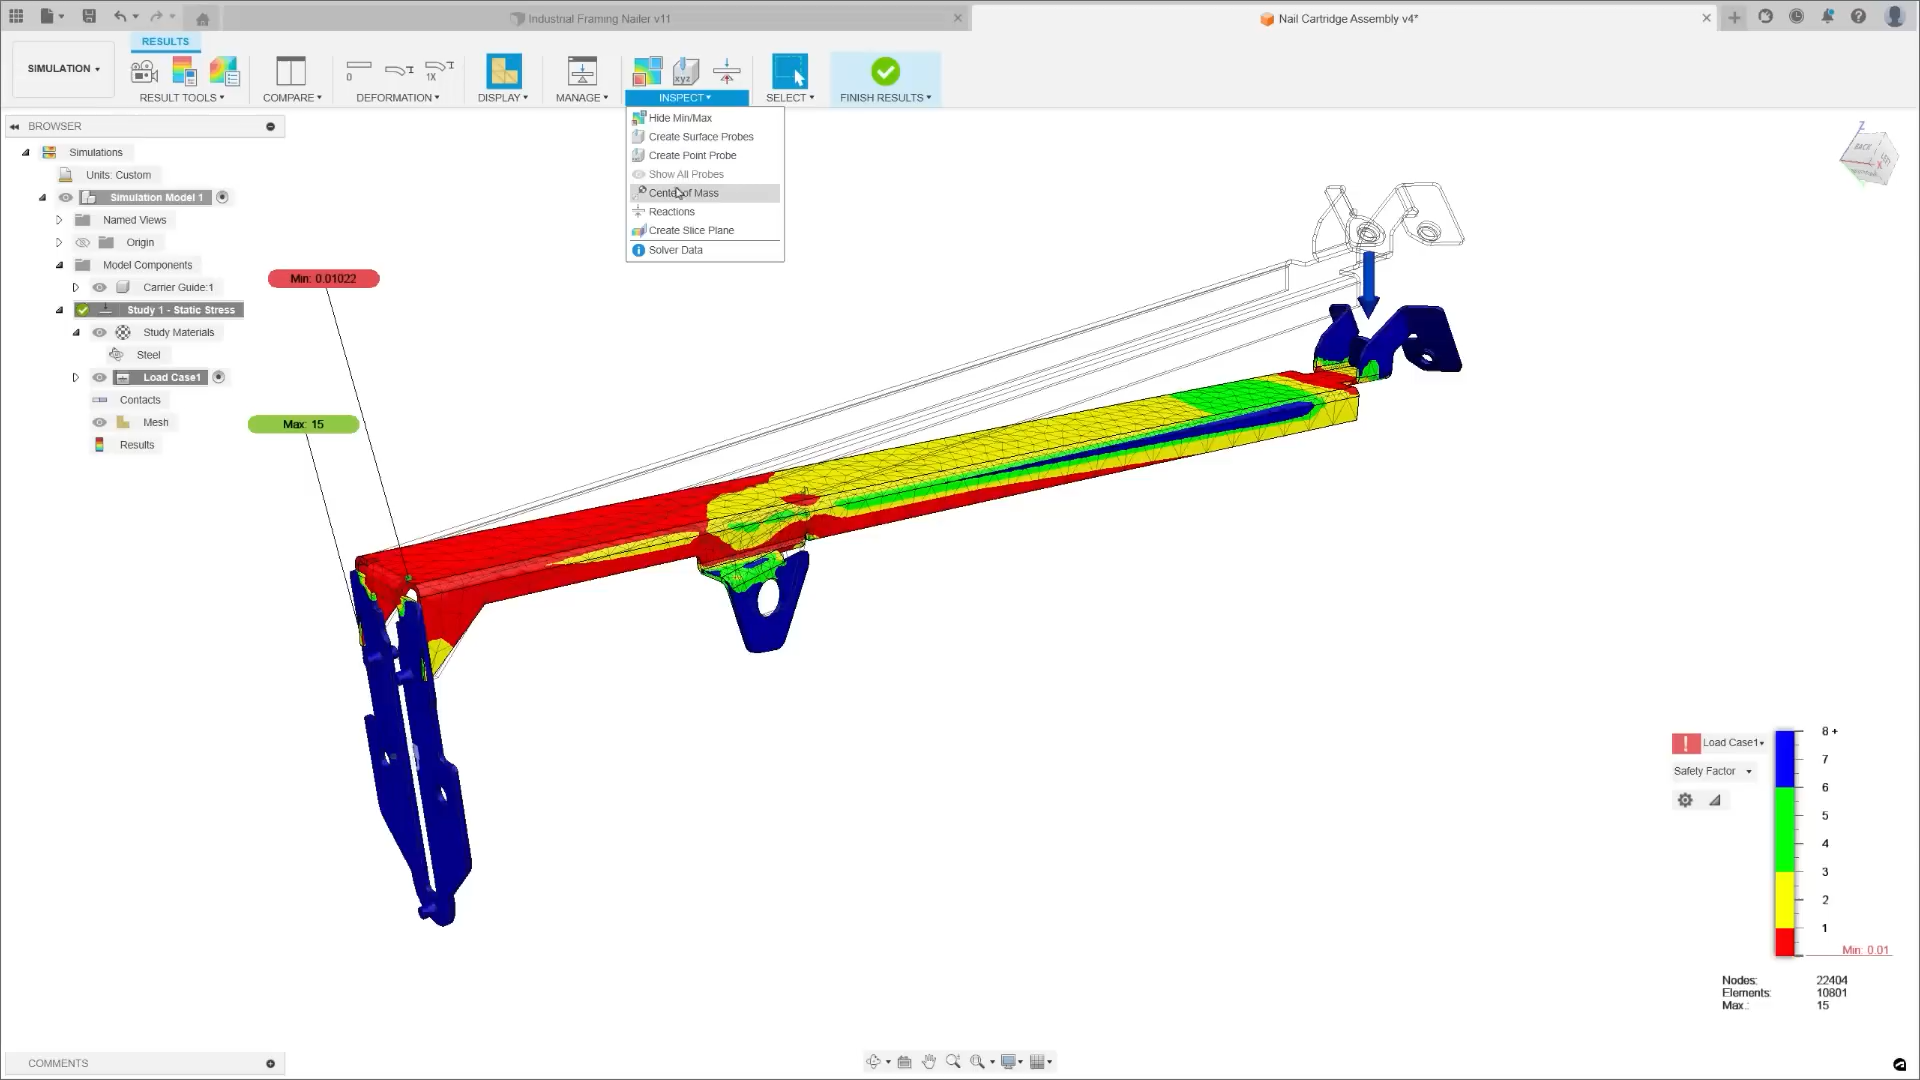 Industrial Framing Nailer v11
Nail Cartridge Assembly v4*
RESULTS
SIMULATION
0
1X
xyz
RESULT TOOLS
COMPARE
DEFORMATION
DISPLAY
MANAGE
INSPECT
SELECT
FINISH RESULTS
Hide Min/Max
Create Surface Probes
Create Point Probe
Show All Probes
Center of Mass
Reactions
Create Slice Plane
Solver Data
BROWSER
Simulations
Units: Custom
Simulation Model 1
Named Views
Origin
Model Components
Carrier Guide:1
Study 1 - Static Stress
Study Materials
Steel
Load Case1
Contacts
Mesh
Results
Min: 0.01022
Max: 15
Z
BACK
X
Load Case1
Safety Factor
8 +
7
6
5
4
3
2
1
Min: 0.01
Nodes: 22404
Elements: 10801
Max.: 15
COMMENTS